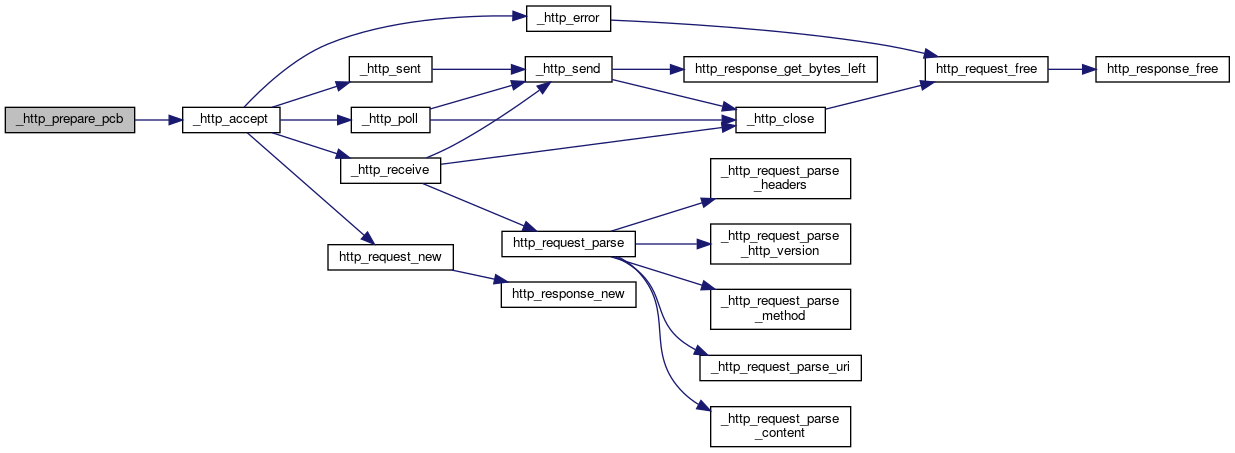 _http_error
_http_sent
_http_send
http_response_get_bytes_left
http_request_free
http_response_free
_http_prepare_pcb
_http_accept
_http_poll
_http_close
_http_receive
_http_request_parse
_headers
http_request_parse
_http_request_parse
_http_version
http_request_new
http_response_new
_http_request_parse
_method
_http_request_parse_uri
_http_request_parse
_content